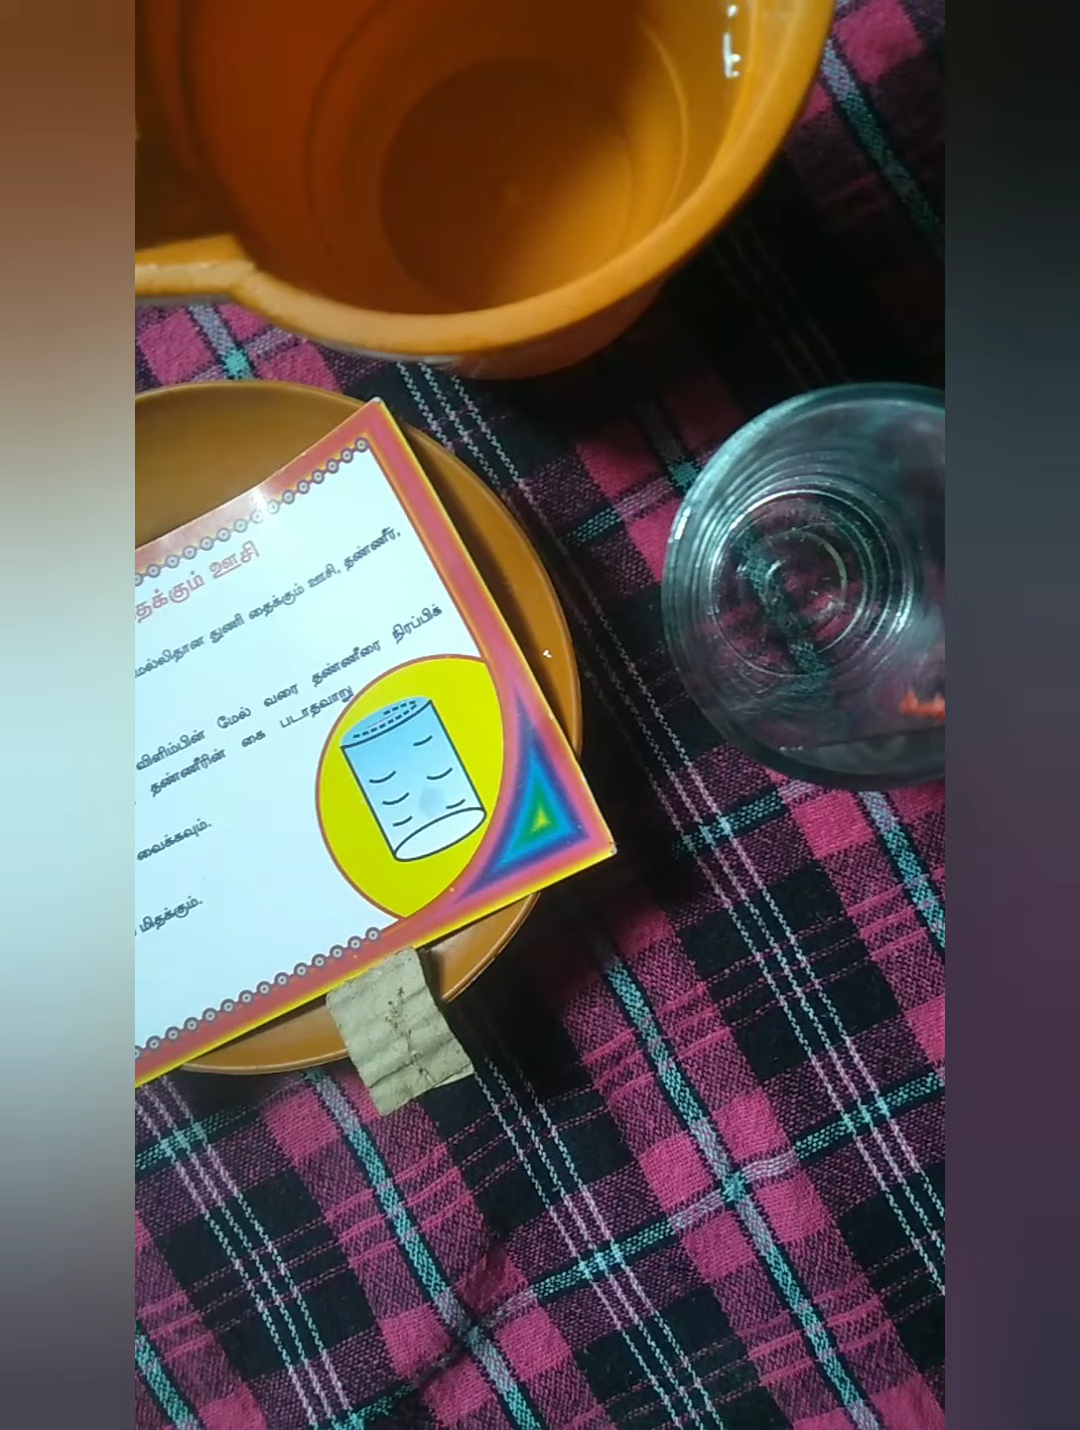 மிதக்கும் ஊசி
மெல்லிதான துணி தைக்கும் ஊசி, தண்ணீர்,
விளிம்பின் மேல் வரை தண்ணீரை நிரப்பிக்
தண்ணீரின் கை படாதவாறு
வைக்கவும்.
மிதக்கும்.